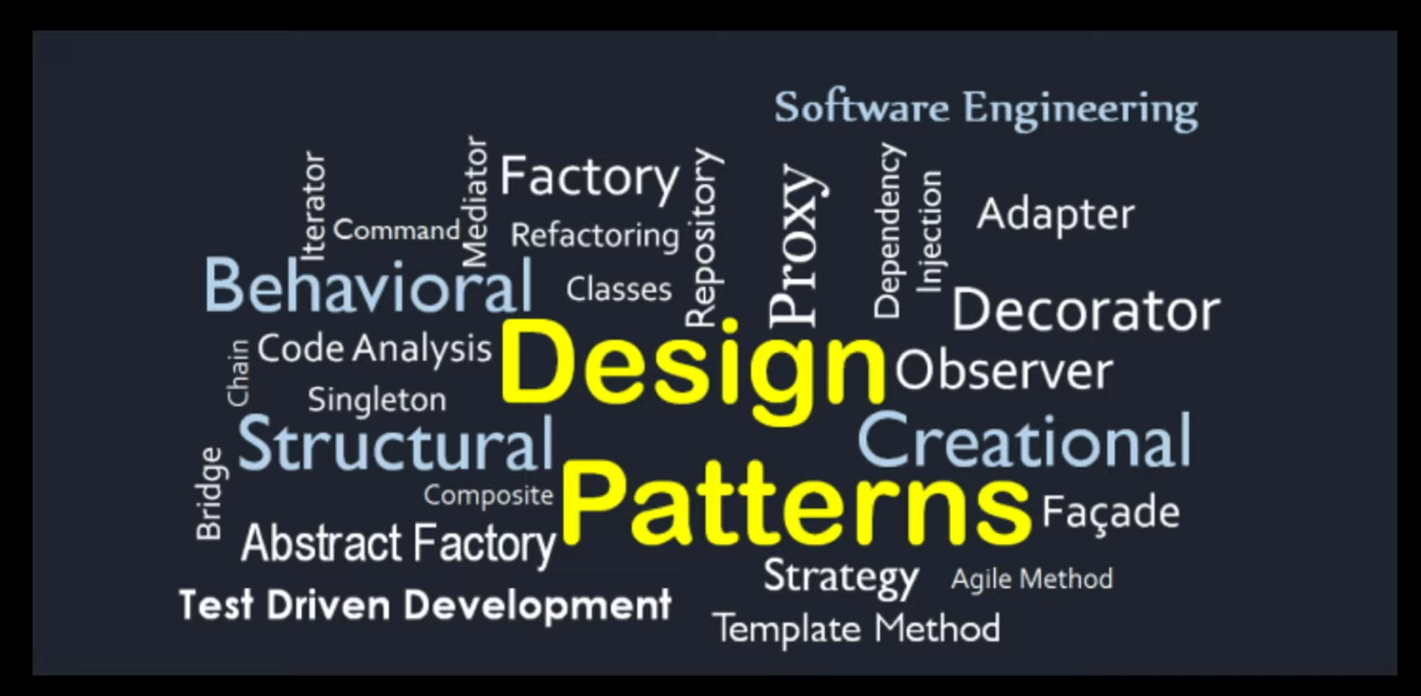 Software Engineering
Iterator
Command
Mediator
Factory
Refactoring
Repository
Proxy
Dependency
Injection
Adapter
Behavioral
Classes
Decorator
Chain
Code Analysis
Design
Observer
Singleton
Structural
Creational
Bridge
Composite
Patterns
Façade
Abstract Factory
Strategy
Agile Method
Test Driven Development
Template Method